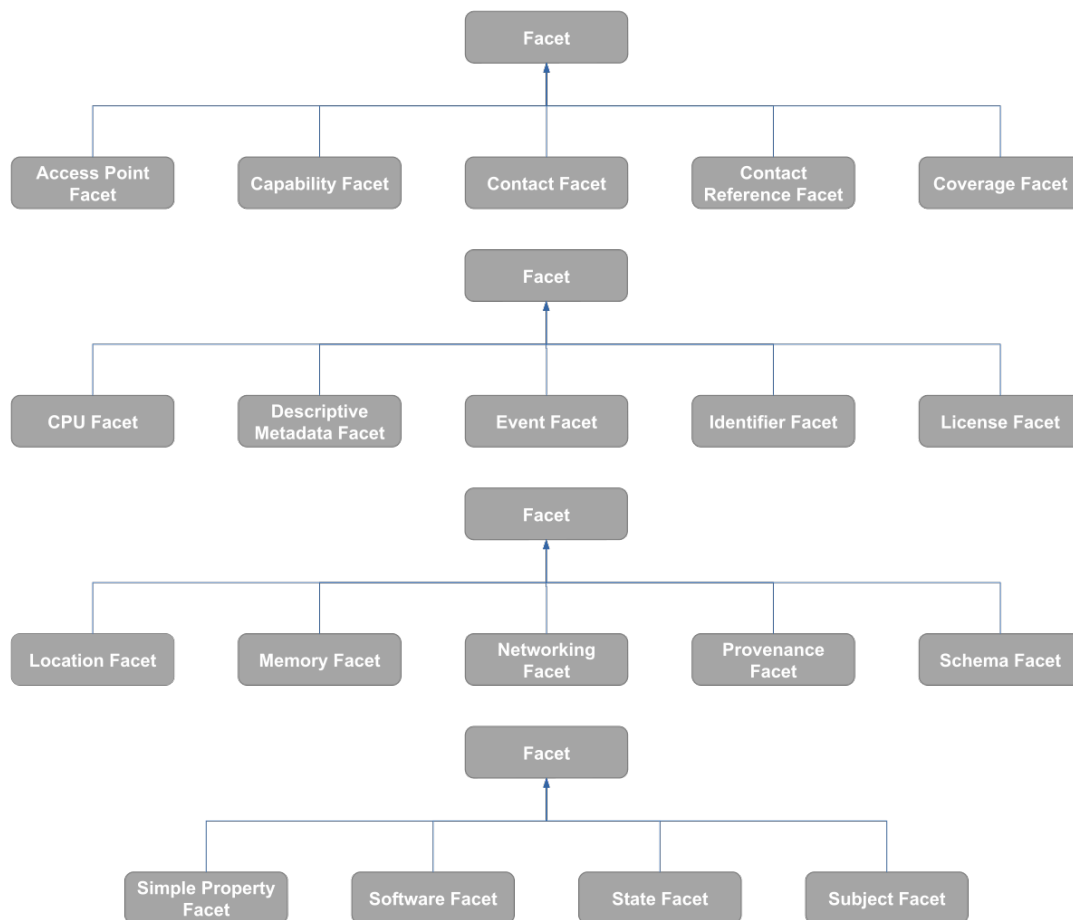 Facet
Access Point
Facet
Capability Facet
Contact Facet
Contact
Reference Facet
Coverage Facet
Facet
CPU Facet
Descriptive
Metadata Facet
Event Facet
Identifier Facet
License Facet
Facet
Location Facet
Memory Facet
Networking
Facet
Provenance
Facet
Schema Facet
Facet
Simple Property
Facet
Software Facet
State Facet
Subject Facet